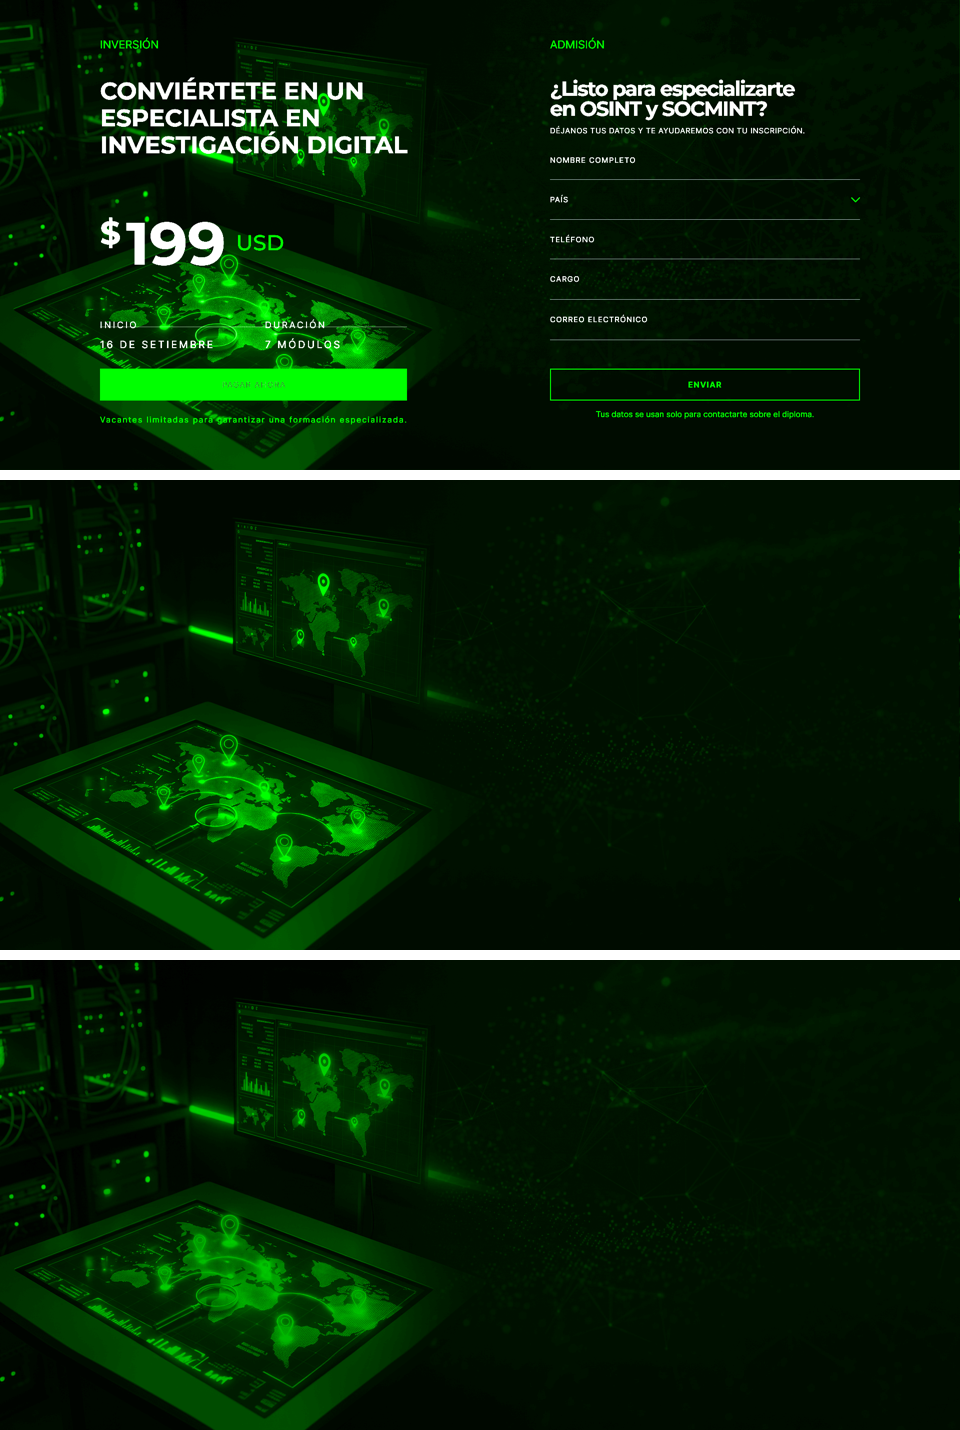 INVERSIÓN
CONVIÉRTETE EN UN
ESPECIALISTA EN
INVESTIGACIÓN DIGITAL
$199 USD
INICIO
16 DE SETIEMBRE
DURACIÓN
7 MÓDULOS
Vacantes limitadas para garantizar una formación especializada.
ADMISIÓN
¿Listo para especializarte
en OSINT y SOCMINT?
DÉJANOS TUS DATOS Y TE AYUDAREMOS CON TU INSCRIPCIÓN.
NOMBRE COMPLETO
PAÍS
TELÉFONO
CARGO
CORREO ELECTRÓNICO
ENVIAR
Tus datos se usan solo para contactarte sobre el diploma.